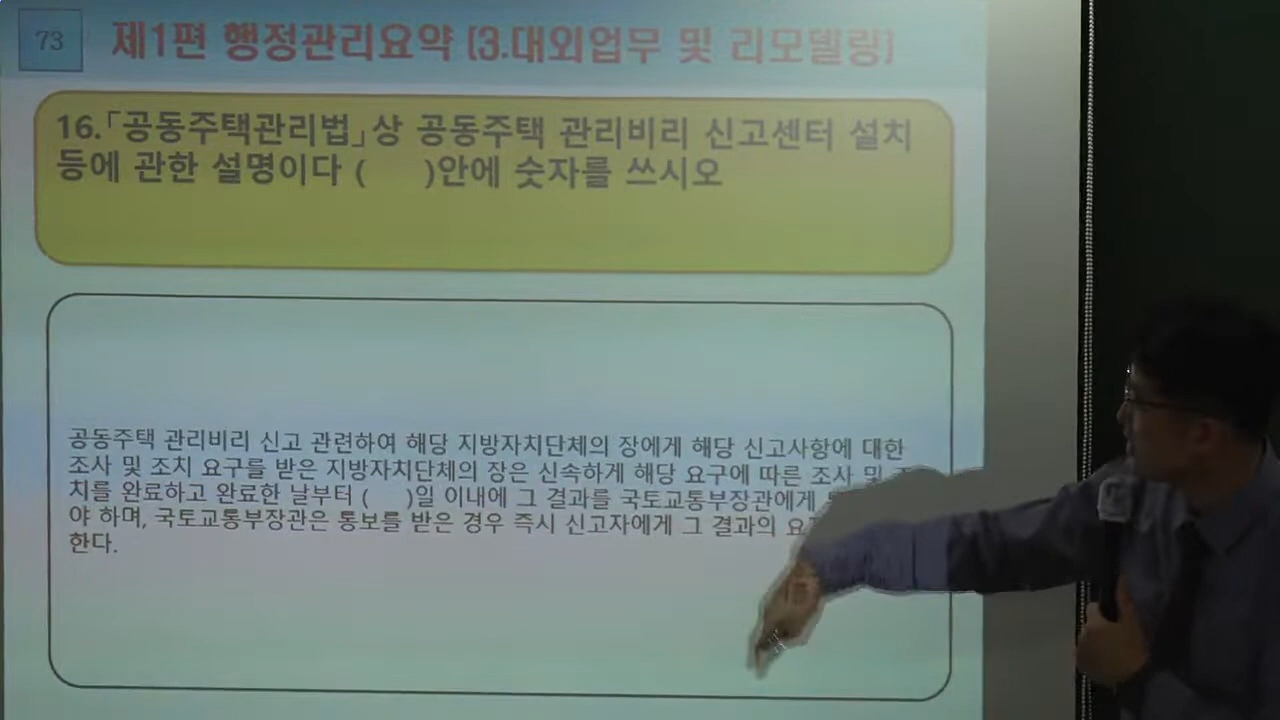 73
제1편 행정관리요약 (3.대외업무 및 리모델링)
16.「공동주택관리법」상 공동주택 관리비리 신고센터 설치
등에 관한 설명이다 ( )안에 숫자를 쓰시오
공동주택 관리비리 신고 관련하여 해당 지방자치단체의 장에게 해당 신고사항에 대한
조사 및 조치 요구를 받은 지방자치단체의 장은 신속하게 해당 요구에 따른 조사 및
치를 완료하고 완료한 날부터 ( )일 이내에 그 결과를 국토교통부장관에게
야 하며, 국토교통부장관은 통보를 받은 경우 즉시 신고자에게 그 결과의
한다.